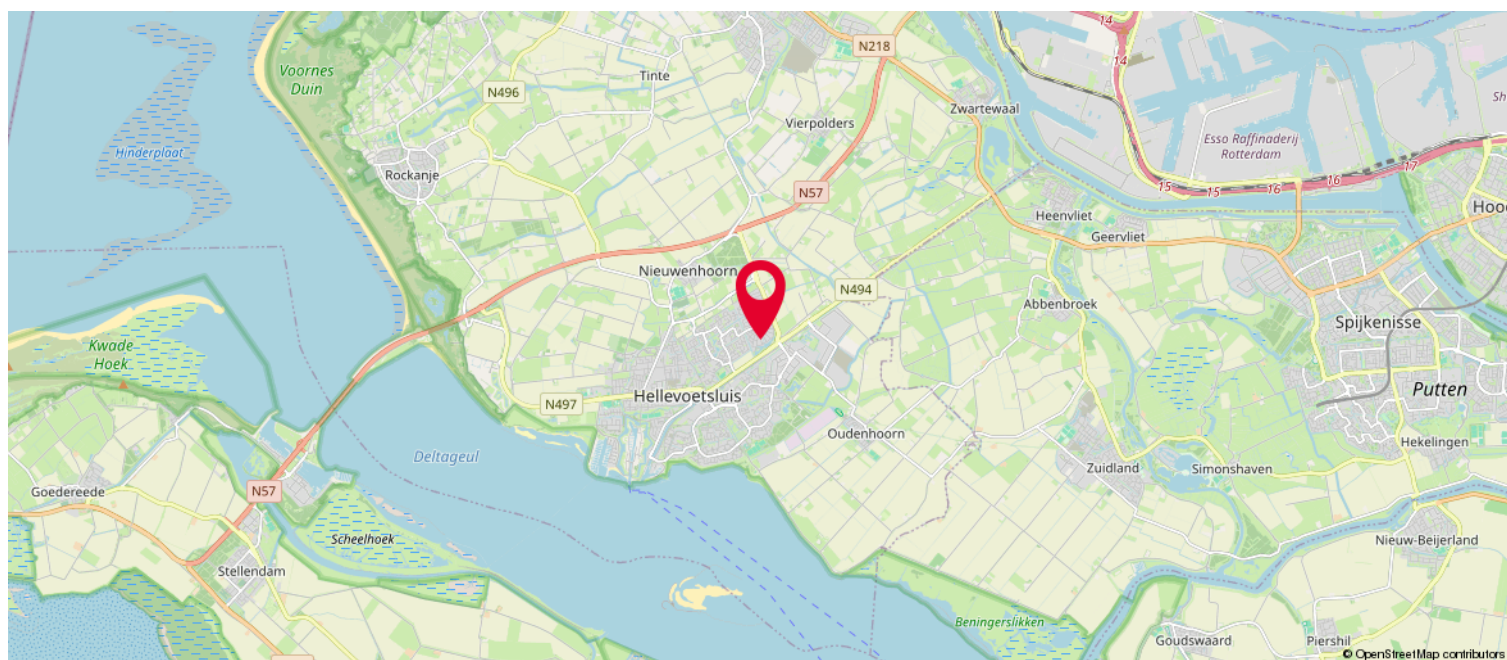 14
14
N218
Voornes
Duin
Tinte
N496
Zwartewaal
Vierpolders
Esso Raffinaderij
Rotterdam
Hinderplaat
Rockanje
N57
15
15
16
16
17
Heenvliet
Geervliet
Nieuwenhoorn
N494
Abbenbroek
Spijkenisse
Kwade
Hoek
Putten
Hellevoetsluis
N497
Oudenhoorn
Hekelingen
Deltageul
Zuidland
Simonshaven
Goedereede
N57
Scheelhoek
Nieuw-Beijerland
Stellendam
Beningerslikken
Goudswaard
Piershil
© OpenStreetMap contributors